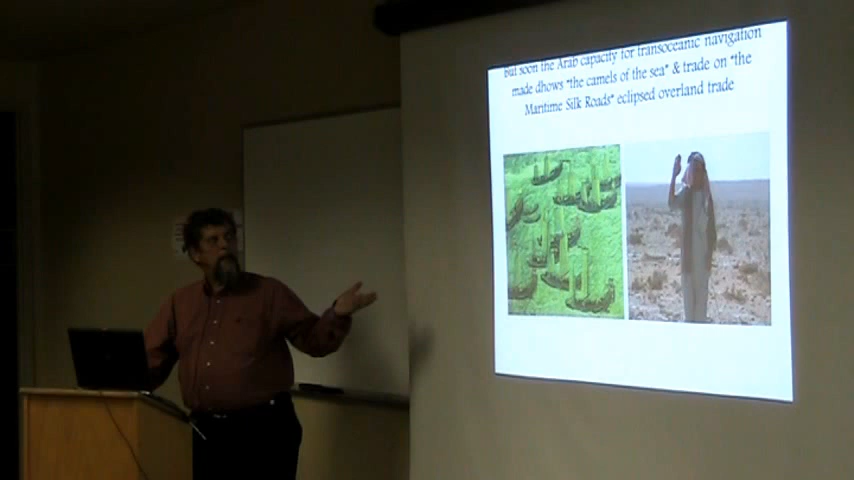 But soon the Arab capacity for transoceanic navigation
made dhows "the camels of the sea" & trade on "the
Maritime Silk Roads" eclipsed overland trade